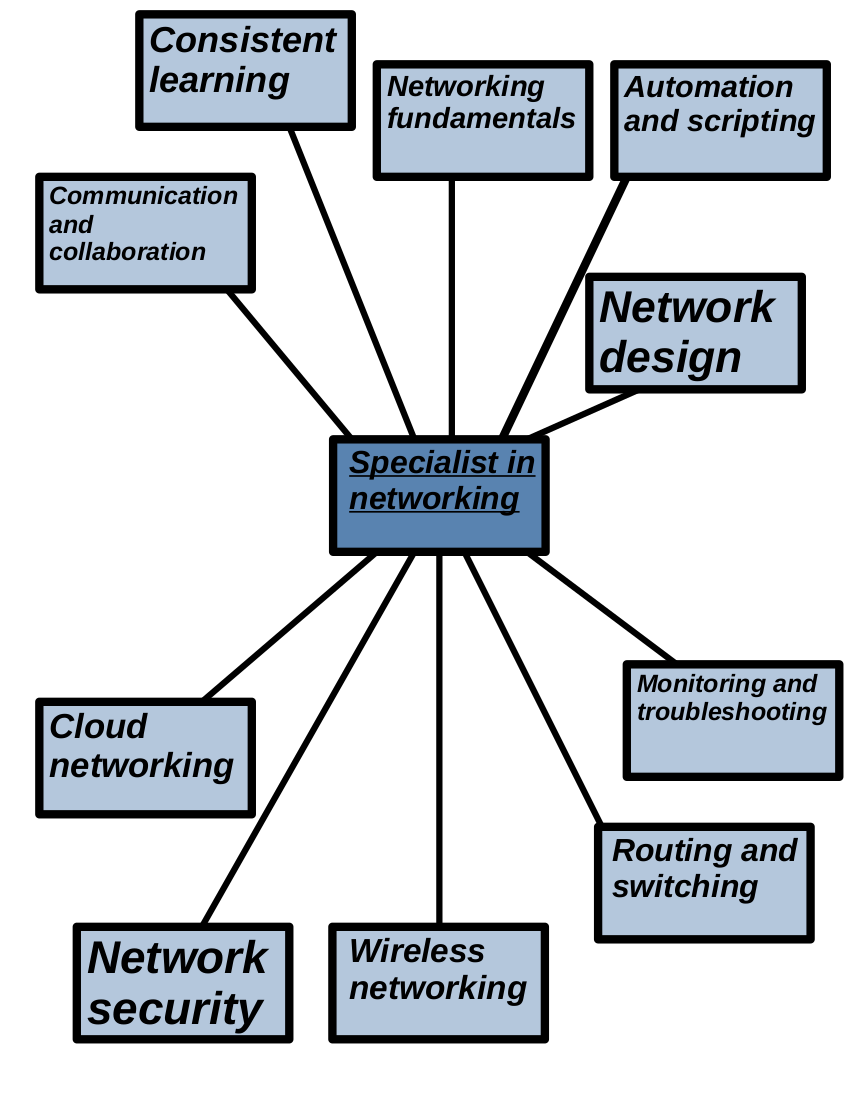 Consistent
learning
Networking
fundamentals
Automation
and scripting
Communication
and
collaboration
Network
design
Specialist in
networking
Monitoring and
troubleshooting
Cloud
networking
Routing and
switching
Network
security
Wireless
networking